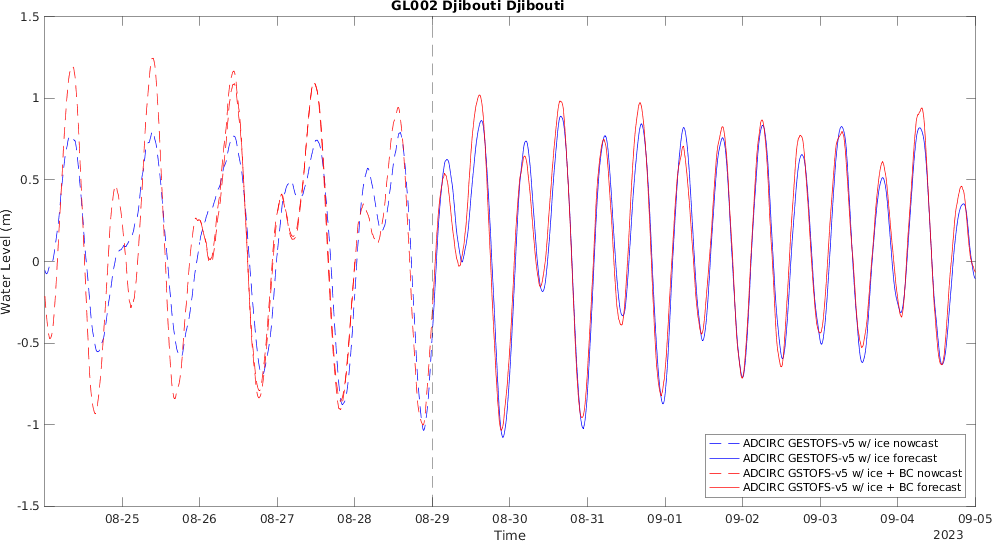 GL002 Djibouti Djibouti
1.5
1
0.5
0
-0.5
-1
-1.5
Water Level (m)
08-25 08-26 08-27 08-28 08-29 08-30 08-31 09-01 09-02 09-03 09-04 09-05
Time
2023
ADCIRC GESTOFS-v5 w/ ice nowcast
ADCIRC GESTOFS-v5 w/ ice forecast
ADCIRC GSTOFS-v5 w/ ice + BC nowcast
ADCIRC GSTOFS-v5 w/ ice + BC forecast